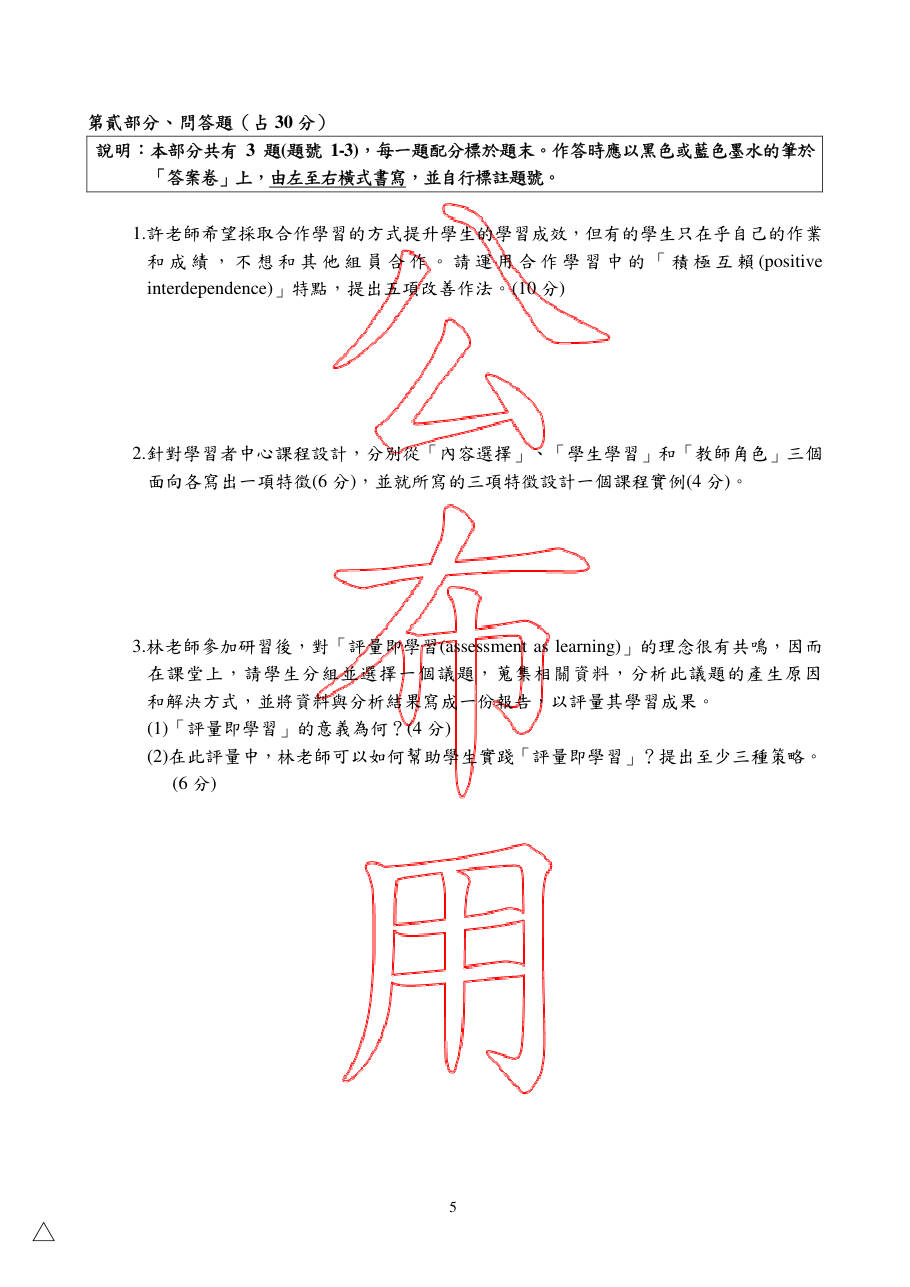 第貳部分、問答題（占 30 分）
說明：本部分共有 3 題(題號 1-3)，每一題配分標於題末。作答時應以黑色或藍色墨水的筆於
「答案卷」上，由左至右橫式書寫，並自行標註題號。
1.許老師希望採取合作學習的方式提升學生的學習成效，但有的學生只在乎自己的作業
和成績，不想和其他組員合作。請運用合作學習中的「積極互賴(positive
interdependence)」特點，提出五項改善作法。(10 分)
2.針對學習者中心課程設計，分別從「內容選擇」、「學生學習」和「教師角色」三個
面向各寫出一項特徵(6 分)，並就所寫的三項特徵設計一個課程實例(4 分)。
3.林老師參加研習後，對「評量即學習(assessment as learning)」的理念很有共鳴，因而
在課堂上，請學生分組並選擇一個議題，蒐集相關資料，分析此議題的產生原因
和解決方式，並將資料與分析結果寫成一份報告，以評量其學習成果。
(1)「評量即學習」的意義為何？(4 分)
(2)在此評量中，林老師可以如何幫助學生實踐「評量即學習」？提出至少三種策略。
(6 分)
公
布
用
5